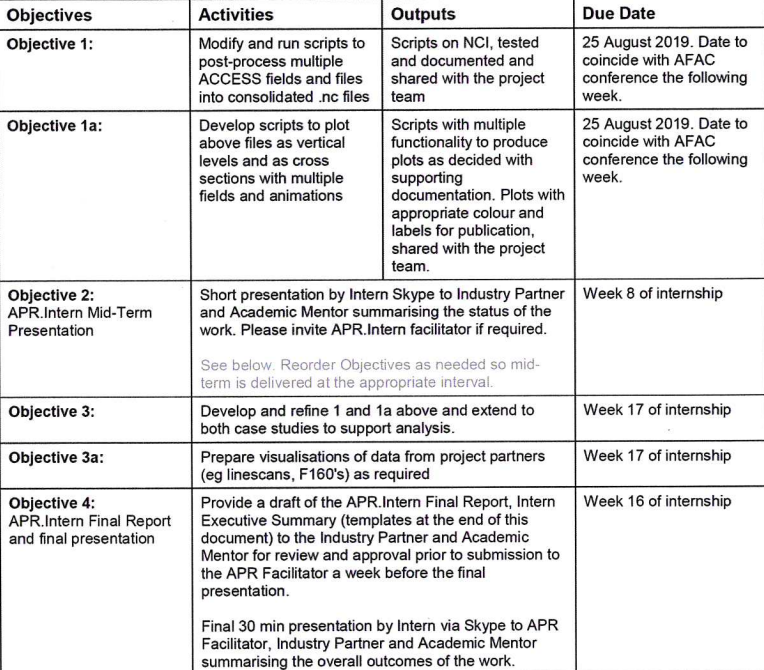 Objectives
Activities
Outputs
Due Date
Objective 1:
Modify and run scripts to
post-process multiple
ACCESS fields and files
into consolidated .nc files
Scripts on NCI, tested
and documented and
shared with the project
team
25 August 2019. Date to
coincide with AFAC
conference the following
week.
Objective 1a:
Develop scripts to plot
above files as vertical
levels and as cross
sections with multiple
fields and animations
Scripts with multiple
functionality to produce
plots as decided with
supporting
documentation. Plots with
appropriate colour and
labels for publication,
shared with the project
team.
25 August 2019. Date to
coincide with AFAC
conference the following
week.
Objective 2:
APR.Intern Mid-Term
Presentation
Short presentation by Intern Skype to Industry Partner
and Academic Mentor summarising the status of the
work. Please invite APR.Intern facilitator if required.
See below. Reorder Objectives as needed so mid-
term is delivered at the appropriate interval.
Week 8 of internship
Objective 3:
Develop and refine 1 and 1a above and extend to
both case studies to support analysis.
Week 17 of internship
Objective 3a:
Prepare visualisations of data from project partners
(eg linescans, F160's) as required
Week 17 of internship
Objective 4:
APR.Intern Final Report
and final presentation
Provide a draft of the APR.Intern Final Report, Intern
Executive Summary (templates at the end of this
document) to the Industry Partner and Academic
Mentor for review and approval prior to submission to
the APR Facilitator a week before the final
presentation.
Final 30 min presentation by Intern via Skype to APR
Facilitator, Industry Partner and Academic Mentor
summarising the overall outcomes of the work.
Week 16 of internship